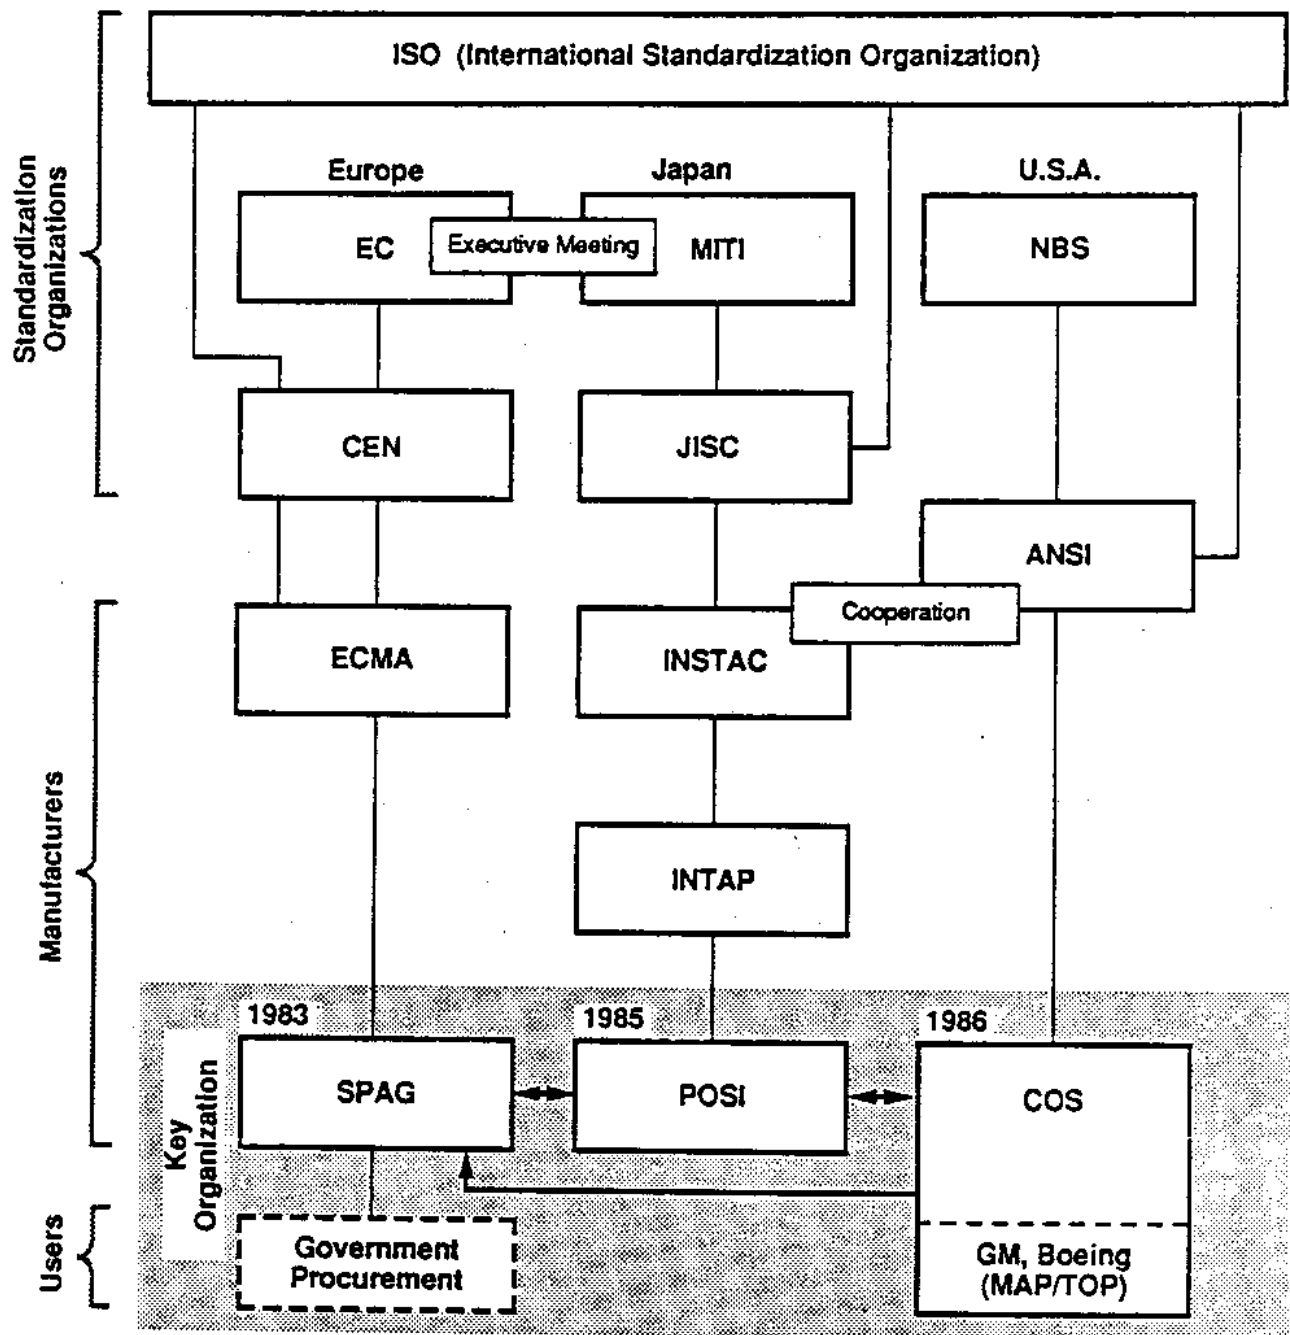 ISO (International Standardization Organization)
Europe
Japan
U.S.A.
EC
Executive Meeting
MITI
NBS
Standardization
Organizations
CEN
JISC
ANSI
Cooperation
ECMA
INSTAC
Manufacturers
INTAP
1983
1985
1986
SPAG
POSI
COS
Key
Organization
Users
Government
Procurement
GM, Boeing
(MAP/TOP)